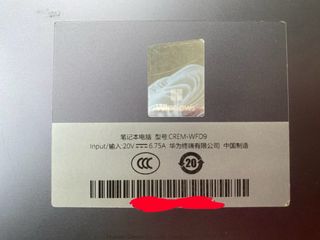 Windows
笔记本电脑 型号:CREM-WFD9
Input/输入:20V⎓6.75A 华为终端有限公司 中国制造
CCC 20